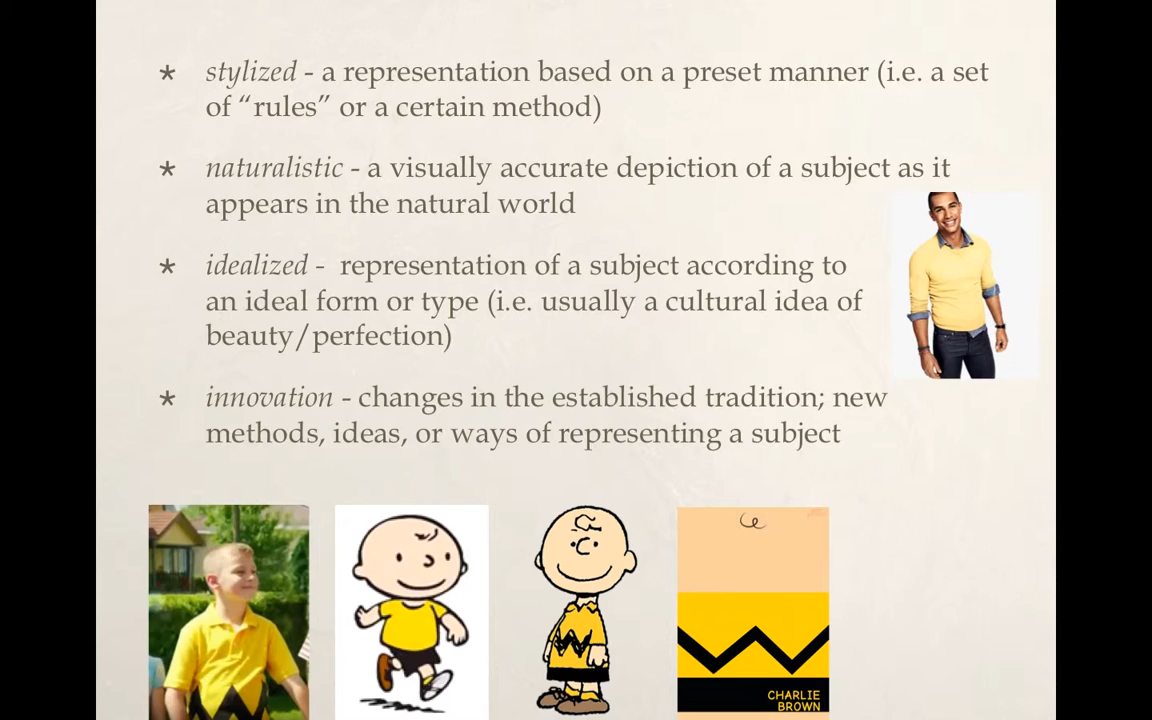 * stylized - a representation based on a preset manner (i.e. a set
of “rules” or a certain method)
* naturalistic - a visually accurate depiction of a subject as it
appears in the natural world
* idealized - representation of a subject according to
an ideal form or type (i.e. usually a cultural idea of
beauty/perfection)
* innovation - changes in the established tradition; new
methods, ideas, or ways of representing a subject
CHARLIE
BROWN